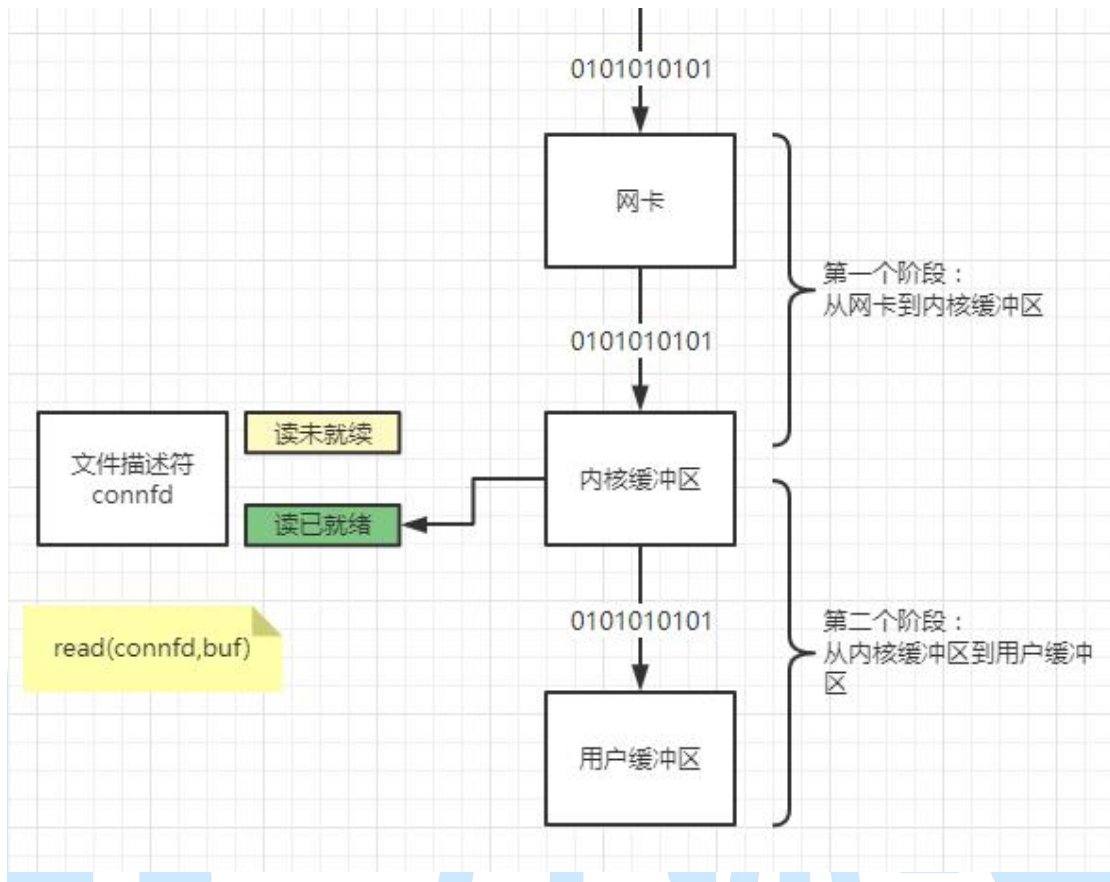 0101010101
网卡
第一个阶段：
从网卡到内核缓冲区
0101010101
读未就续
文件描述符
connfd
内核缓冲区
读已就绪
0101010101
第二个阶段：
从内核缓冲区到用户缓冲
区
read(connfd,buf)
用户缓冲区